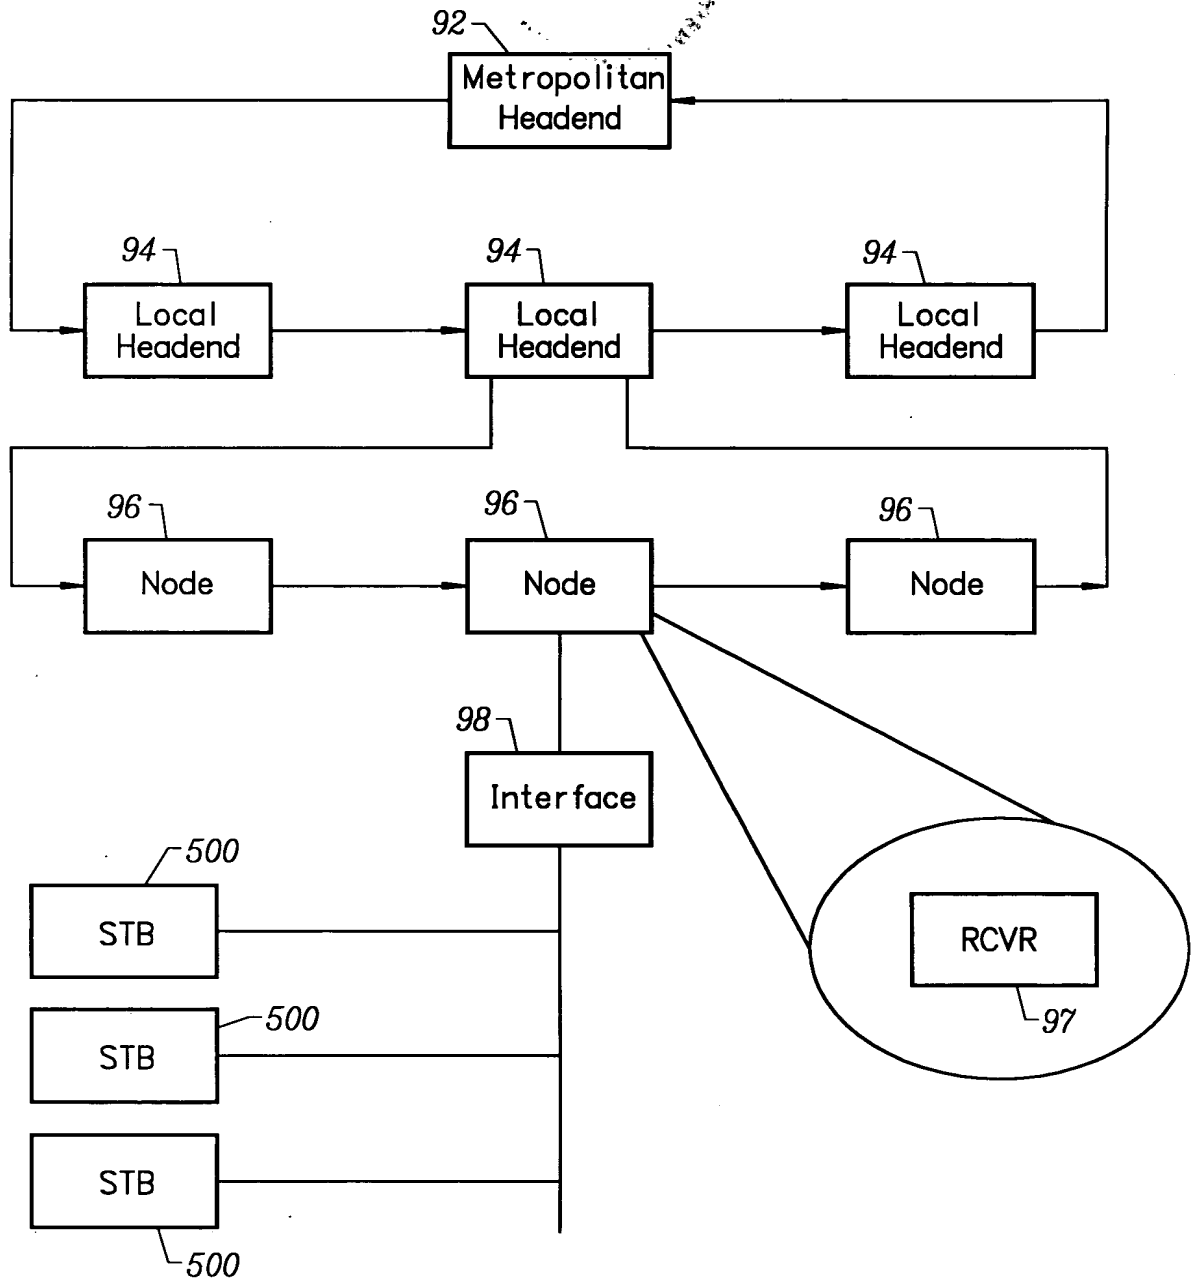 92
Metropolitan
Headend
94
94
94
Local
Headend
Local
Headend
Local
Headend
96
96
96
Node
Node
Node
98
Interface
500
STB
RCVR
97
500
STB
STB
500